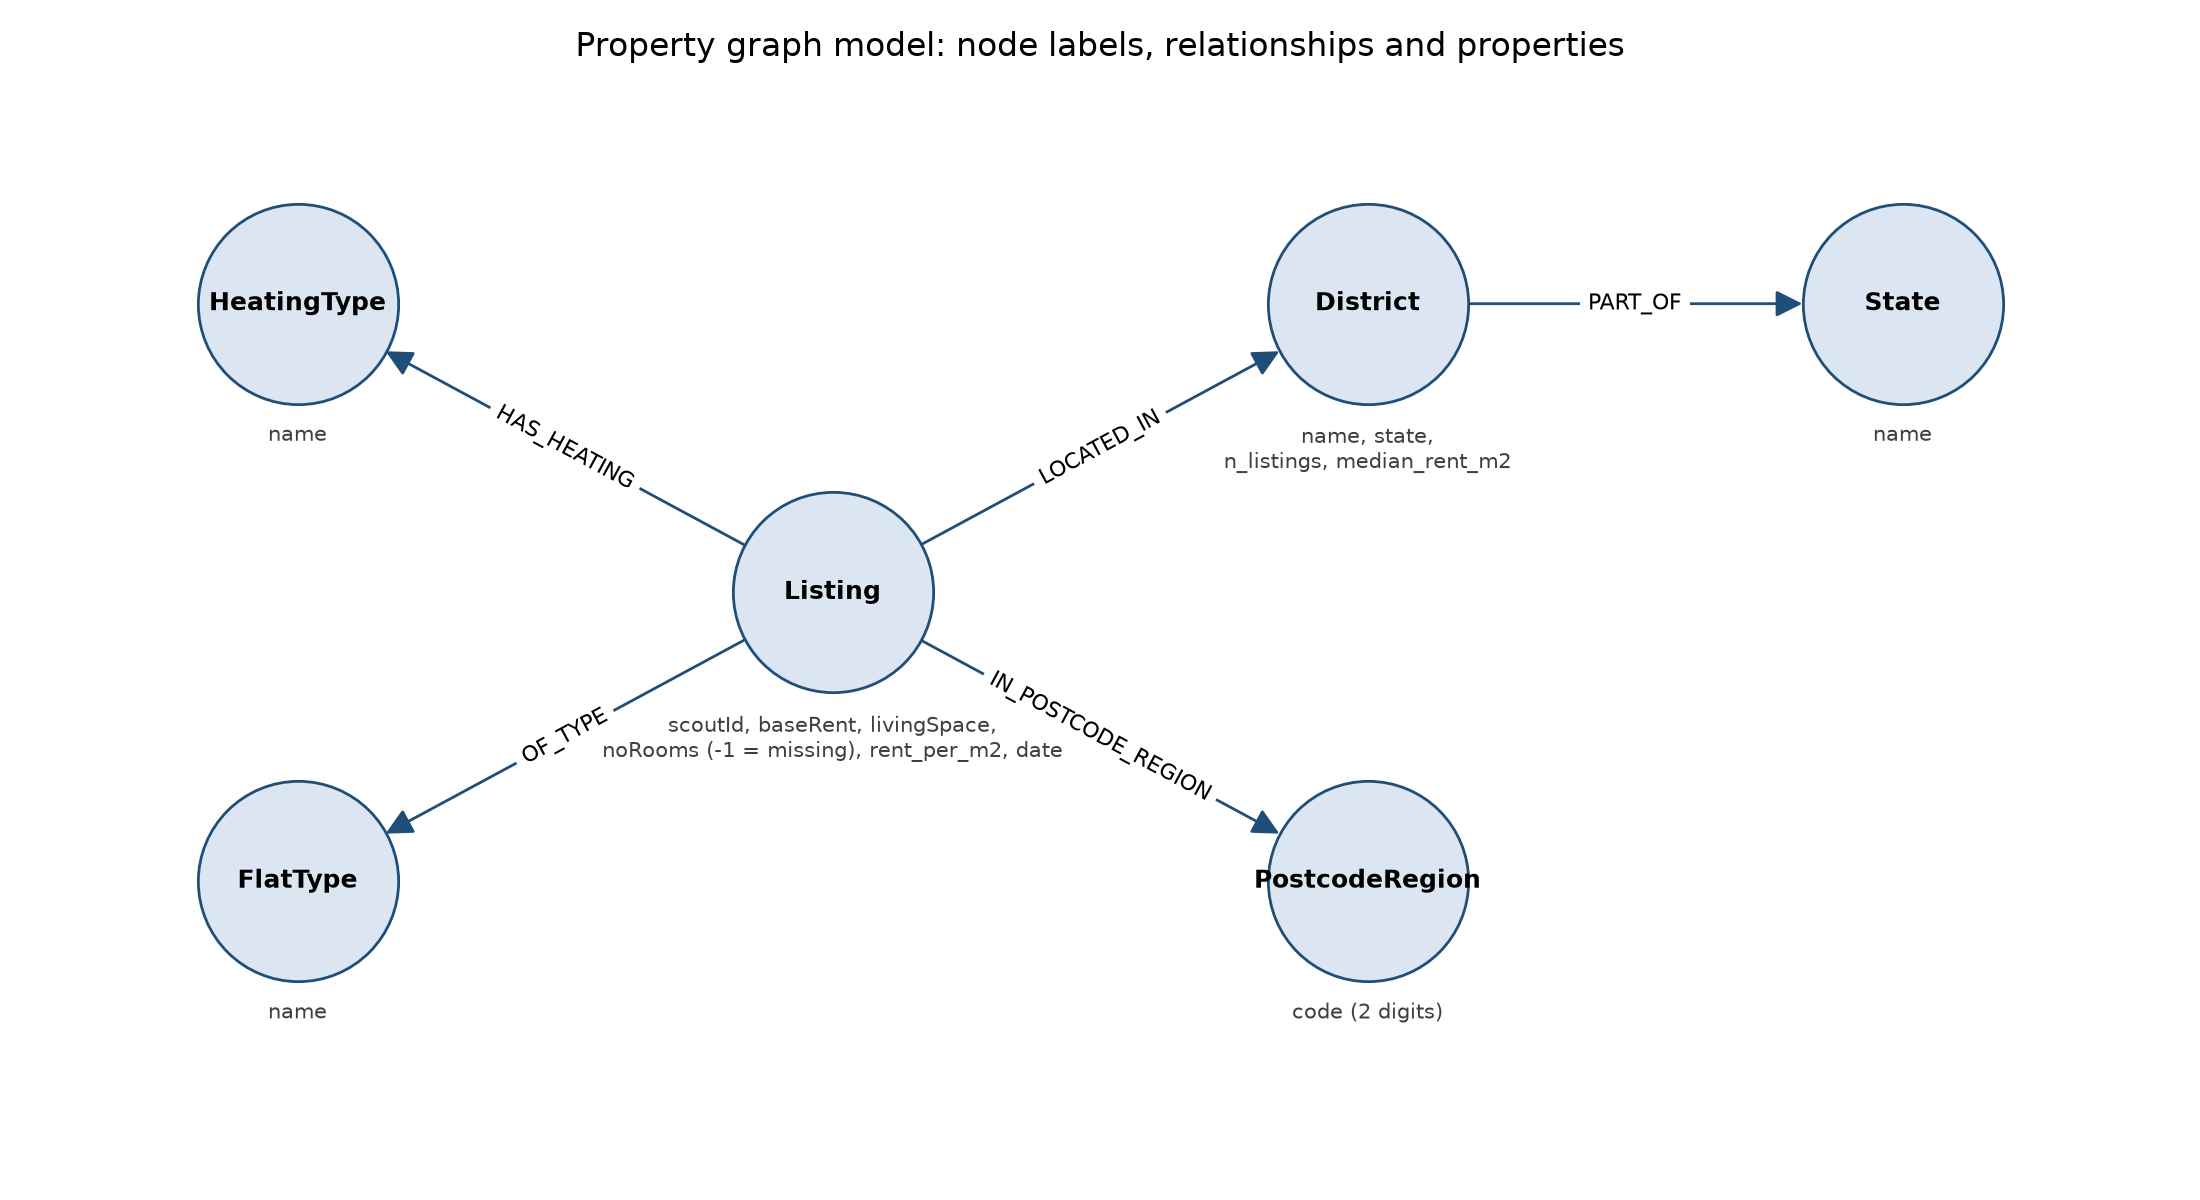 Property graph model: node labels, relationships and properties
HeatingType
name
District
name, state,
n_listings, median_rent_m2
PART_OF
State
name
HAS_HEATING
LOCATED_IN
Listing
scoutId, baseRent, livingSpace,
noRooms (-1 = missing), rent_per_m2, date
OF_TYPE
IN_POSTCODE_REGION
FlatType
name
PostcodeRegion
code (2 digits)